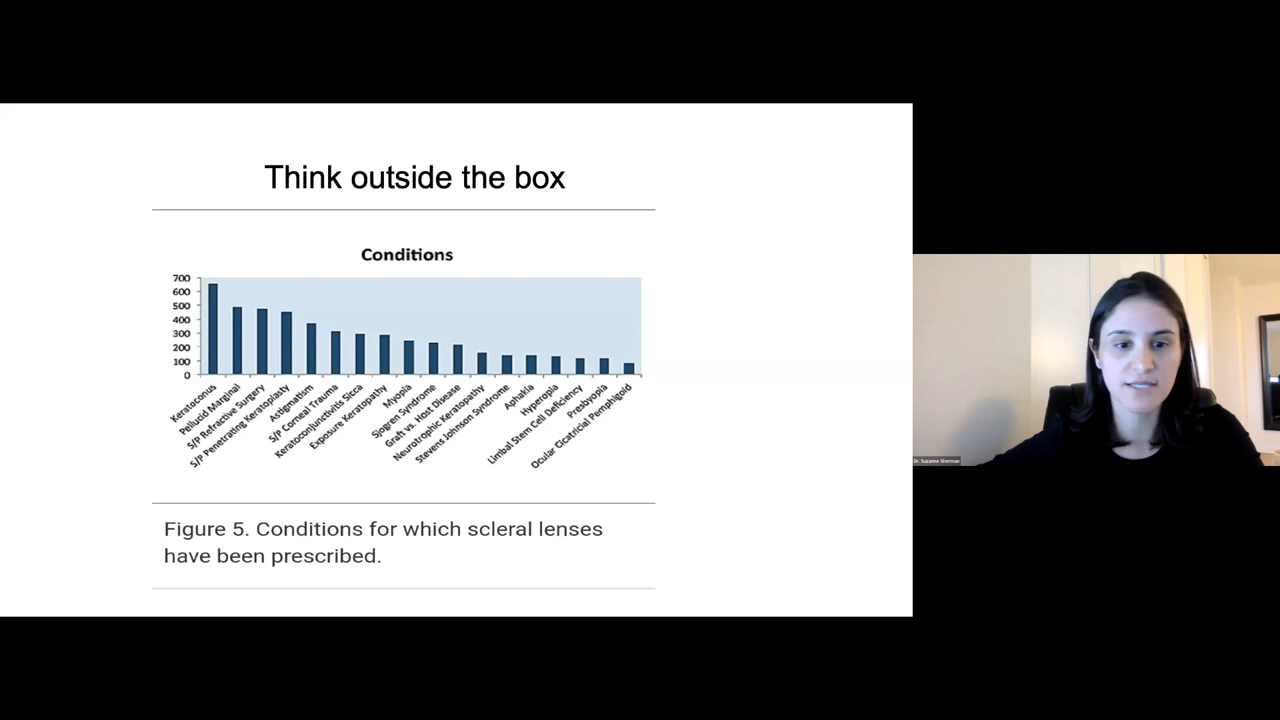 Think outside the box
Conditions
700
600
500
400
300
200
100
0
Keratoconus
Pellucid Marginal
S/P Refractive Surgery
S/P Penetrating Keratoplasty
Astigmatism
S/P Corneal Trauma
Keratoconjunctivitis Sicca
Exposure Keratopathy
Myopia
Sjogren Syndrome
Graft vs. Host Disease
Neurotrophic Keratopathy
Stevens Johnson Syndrome
Aphakia
Hyperopia
Limbal Stem Cell Deficiency
Presbyopia
Ocular Cicatricial Pemphigoid
Figure 5. Conditions for which scleral lenses
have been prescribed.
Dr. Suzanne Sherman